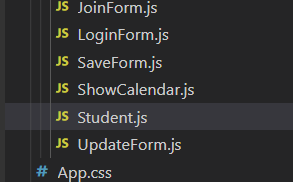 JS JoinForm.js
JS LoginForm.js
JS SaveForm.js
JS ShowCalendar.js
JS Student.js
JS UpdateForm.js
# App.css